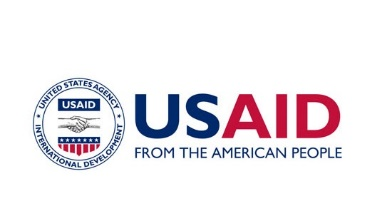 UNITED STATES AGENCY
USAID
INTERNATIONAL DEVELOPMENT
USAID
FROM THE AMERICAN PEOPLE